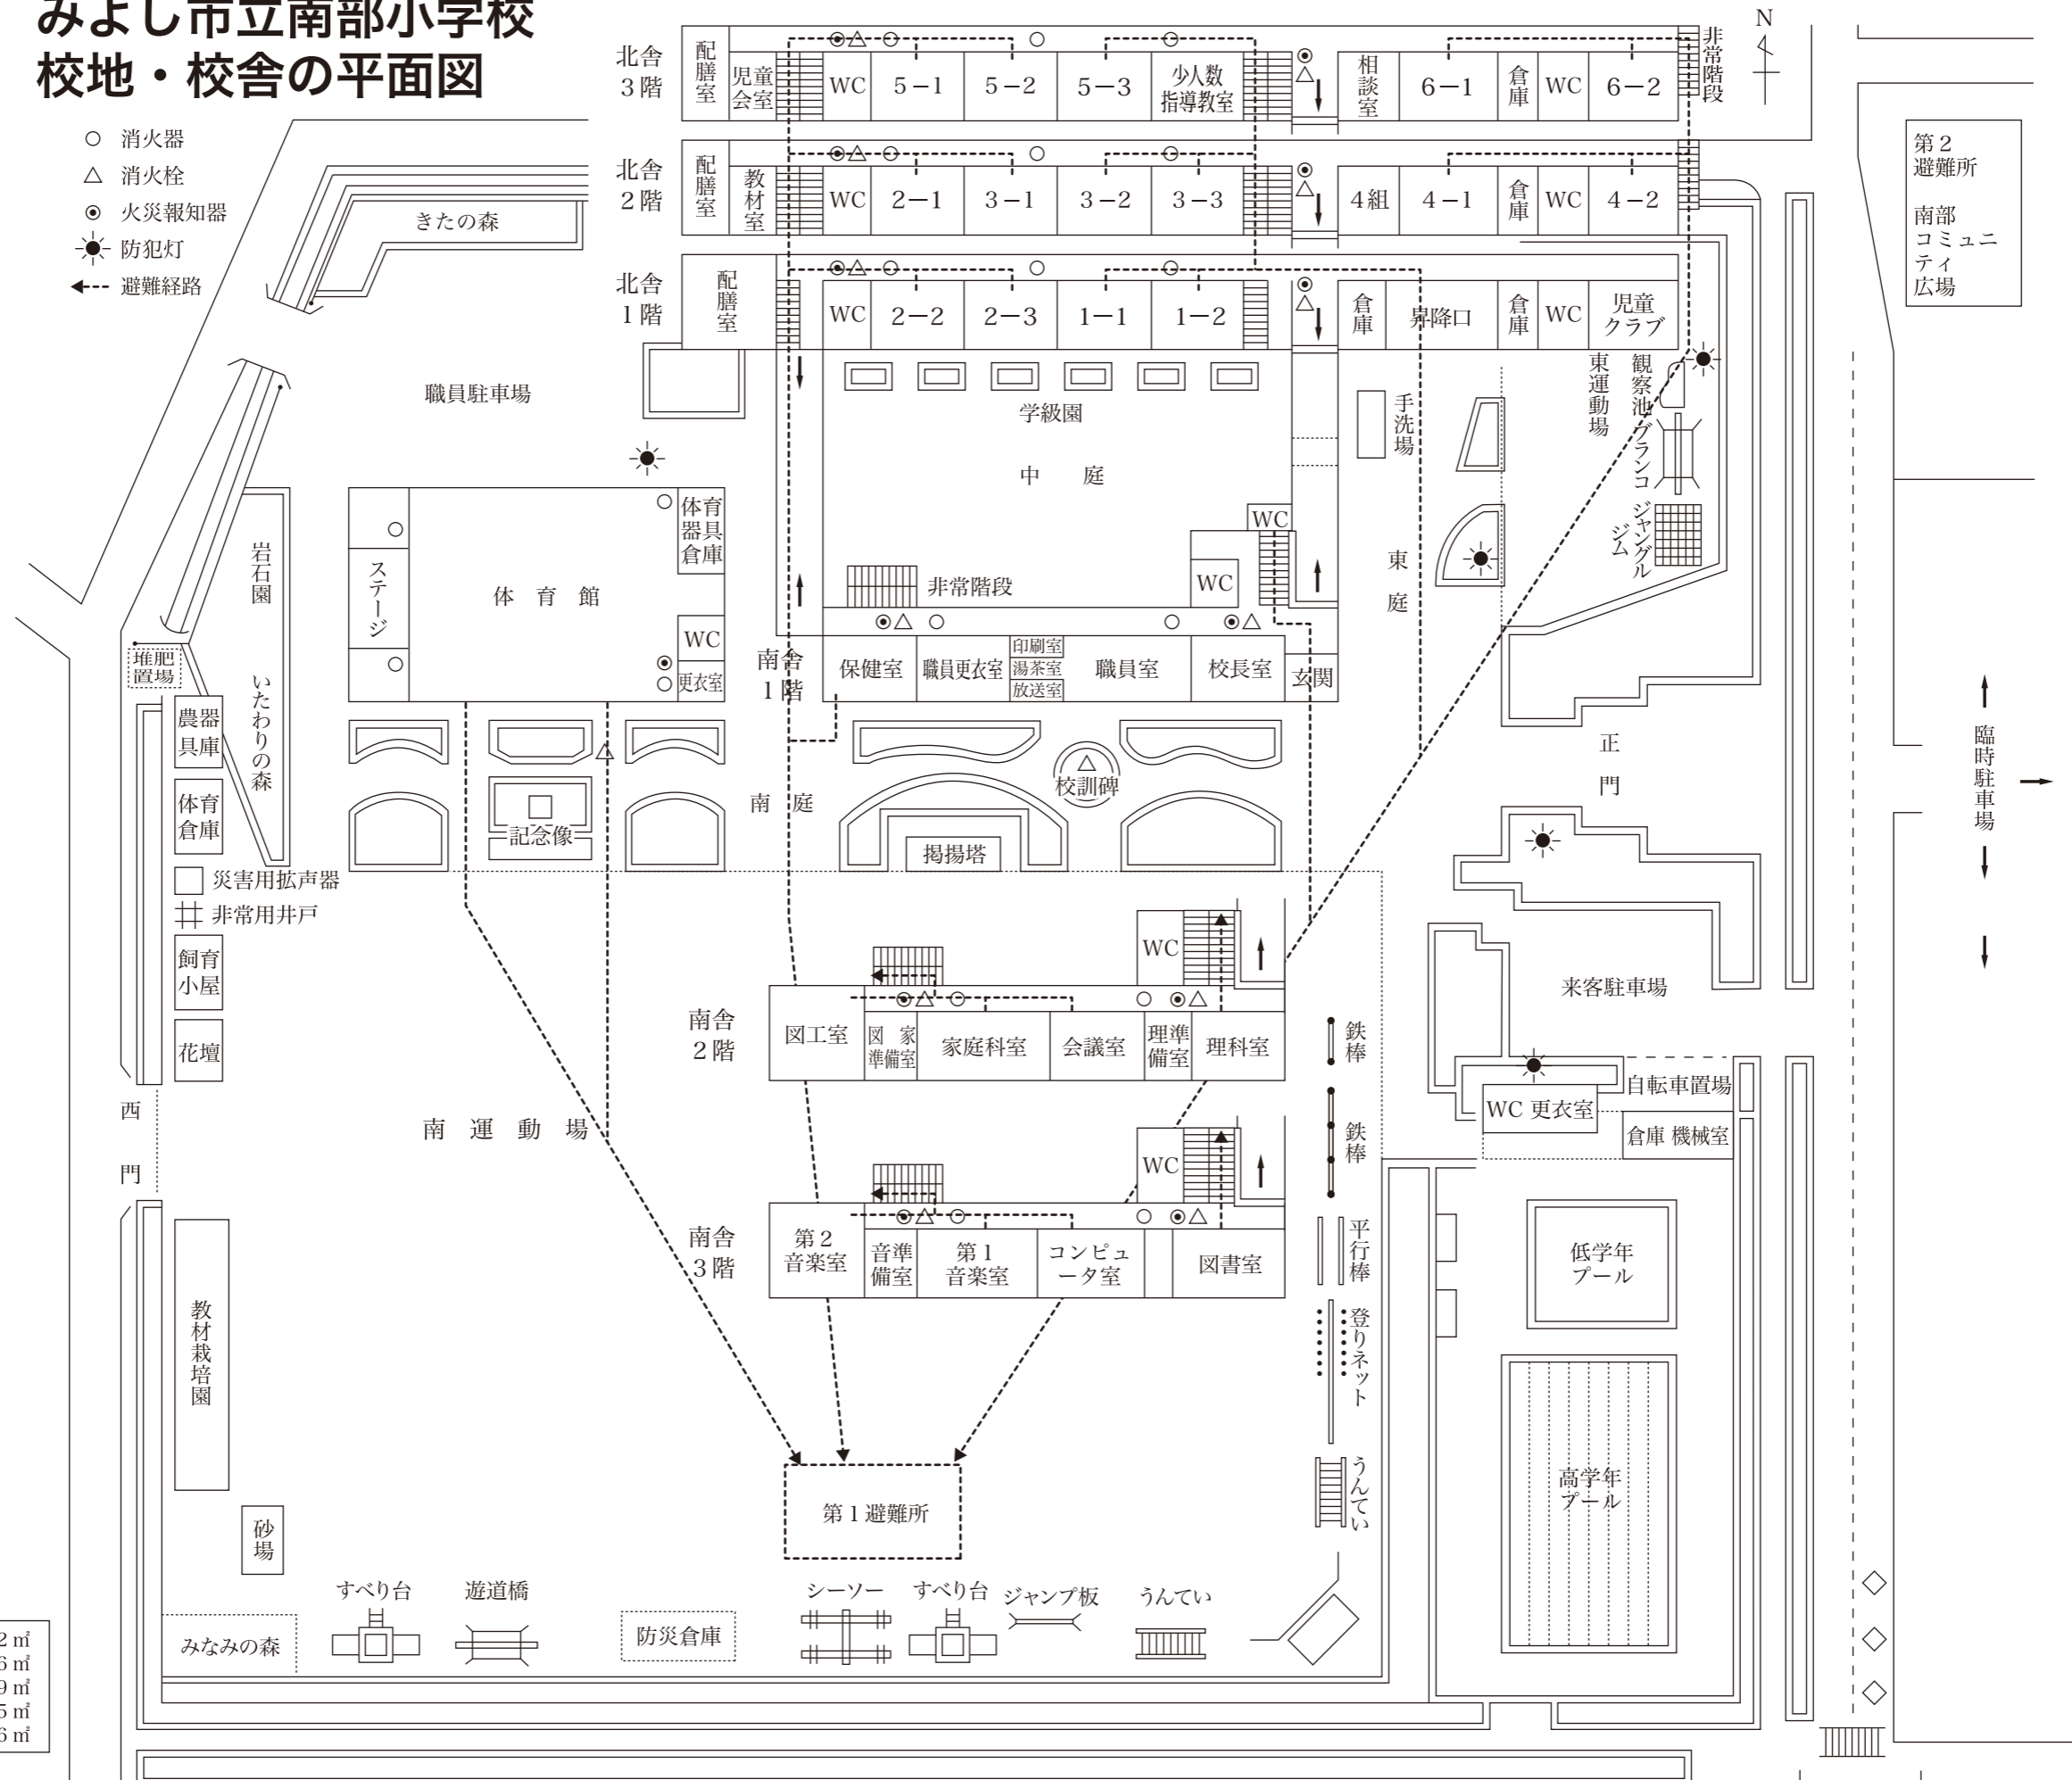 みよし市立南部小学校
校地・校舎の平面図
消火器
消火栓
火災報知器
防犯灯
避難経路
N
北舎
3階
配膳室
児童
会室
WC
5−1
5−2
5−3
少人数
指導教室
相談室
6−1
倉庫
WC
6−2
非常階段
北舎
2階
配膳室
教材室
WC
2−1
3−1
3−2
3−3
4組
4−1
倉庫
WC
4−2
北舎
1階
配膳室
WC
2−2
2−3
1−1
1−2
倉庫
昇降口
倉庫
WC
児童
クラブ
第2
避難所
南部
コミュニ
ティ
広場
きたの森
職員駐車場
学級園
中 庭
手洗場
東運動場
観察池
ブランコ
ジャングル
ジム
東庭
岩石園
いたわりの森
堆肥
置場
ステージ
体 育 館
体育
器具
倉庫
WC
更衣室
非常階段
WC
WC
南舎
1階
保健室
職員更衣室
印刷室
湯茶室
放送室
職員室
校長室
玄関
農器
具庫
体育
倉庫
災害用拡声器
非常用井戸
飼育
小屋
花壇
記念像
南 庭
校訓碑
掲揚塔
正門
臨時駐車場
来客駐車場
南舎
2階
図工室
図 家
準備室
家庭科室
会議室
理準
備室
理科室
WC
鉄棒
鉄棒
自転車置場
WC 更衣室
倉庫 機械室
西門
南 運 動 場
南舎
3階
第2
音楽室
音準
備室
第1
音楽室
コンピュ
ータ室
図書室
WC
平行棒
登りネット
うんてい
低学年
プール
高学年
プール
教材栽培園
砂場
第1避難所
みなみの森
すべり台
遊道橋
防災倉庫
シーソー
すべり台
ジャンプ板
うんてい
2㎡
6㎡
9㎡
5㎡
6㎡